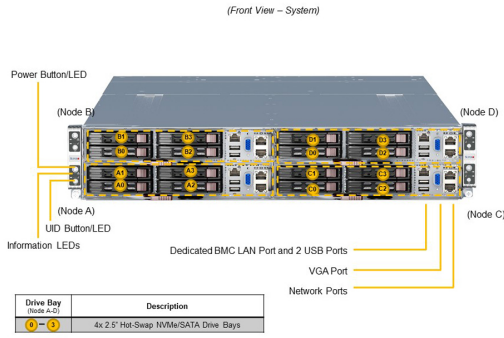 (Front View – System)
Power Button/LED
(Node B)
(Node D)
B1 B3 D1 D3
B0 B2 D0 D2
A1 A3 C1 C3
A0 A2 C0 C2
(Node A)
(Node C)
UID Button/LED
Information LEDs
Dedicated BMC LAN Port and 2 USB Ports
VGA Port
Network Ports
Drive Bay Description
(Node A-D)
0 – 3 4x 2.5" Hot-Swap NVMe/SATA Drive Bays